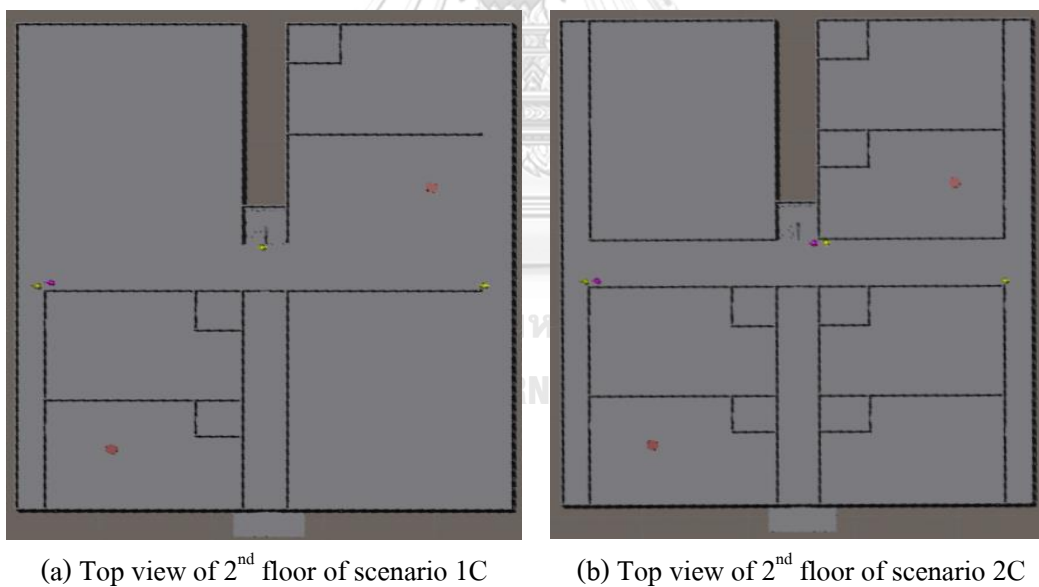 (a) Top view of 2nd floor of scenario 1C
(b) Top view of 2nd floor of scenario 2C